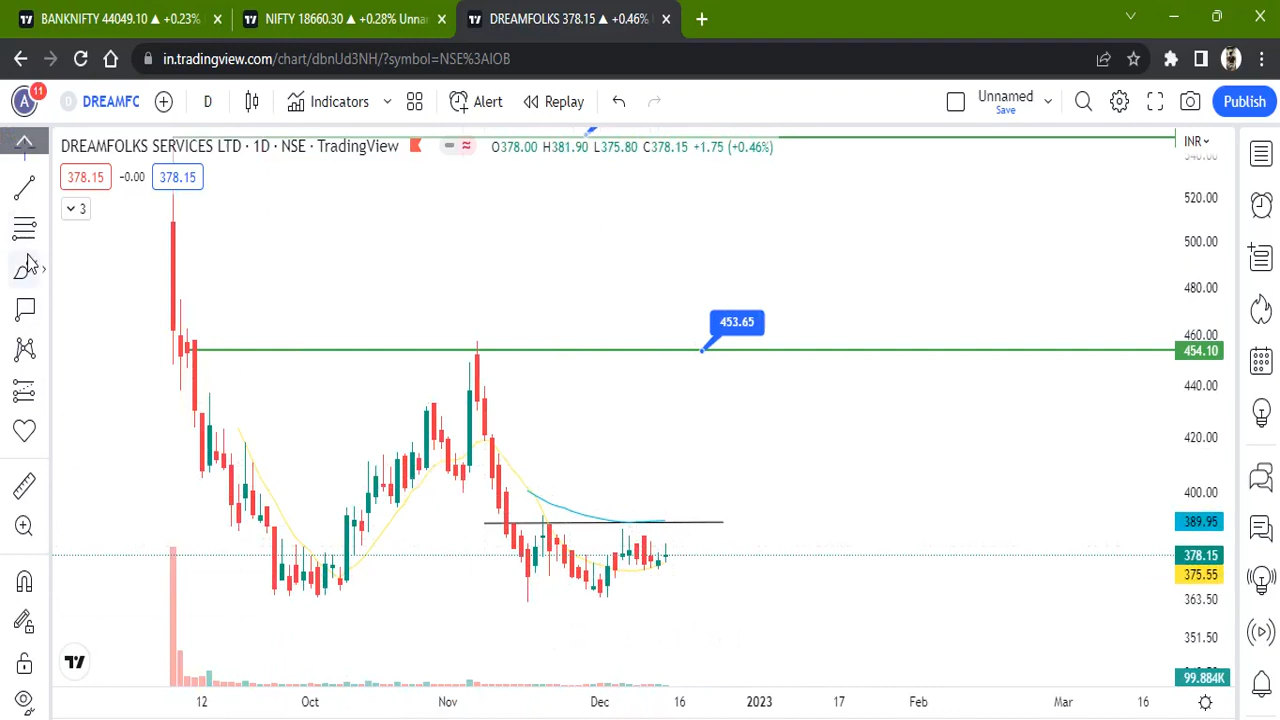 BANKNIFTY 44049.10 ▲ +0.23%
NIFTY 18660.30 ▲ +0.28% Unna
DREAMFOLKS 378.15 ▲ +0.46%
in.tradingview.com/chart/dbnUd3NH/?symbol=NSE%3AIOB
A 11
D DREAMFC D Indicators Alert Replay Unnamed Save Publish
DREAMFOLKS SERVICES LTD · 1D · NSE · TradingView O378.00 H381.90 L375.80 C378.15 +1.75 (+0.46%)
INR
378.15 -0.00 378.15
3
520.00
500.00
480.00
453.65
460.00
454.10
440.00
420.00
400.00
389.95
378.15
375.55
363.50
351.50
99.884K
12 Oct Nov Dec 16 2023 17 Feb Mar 16